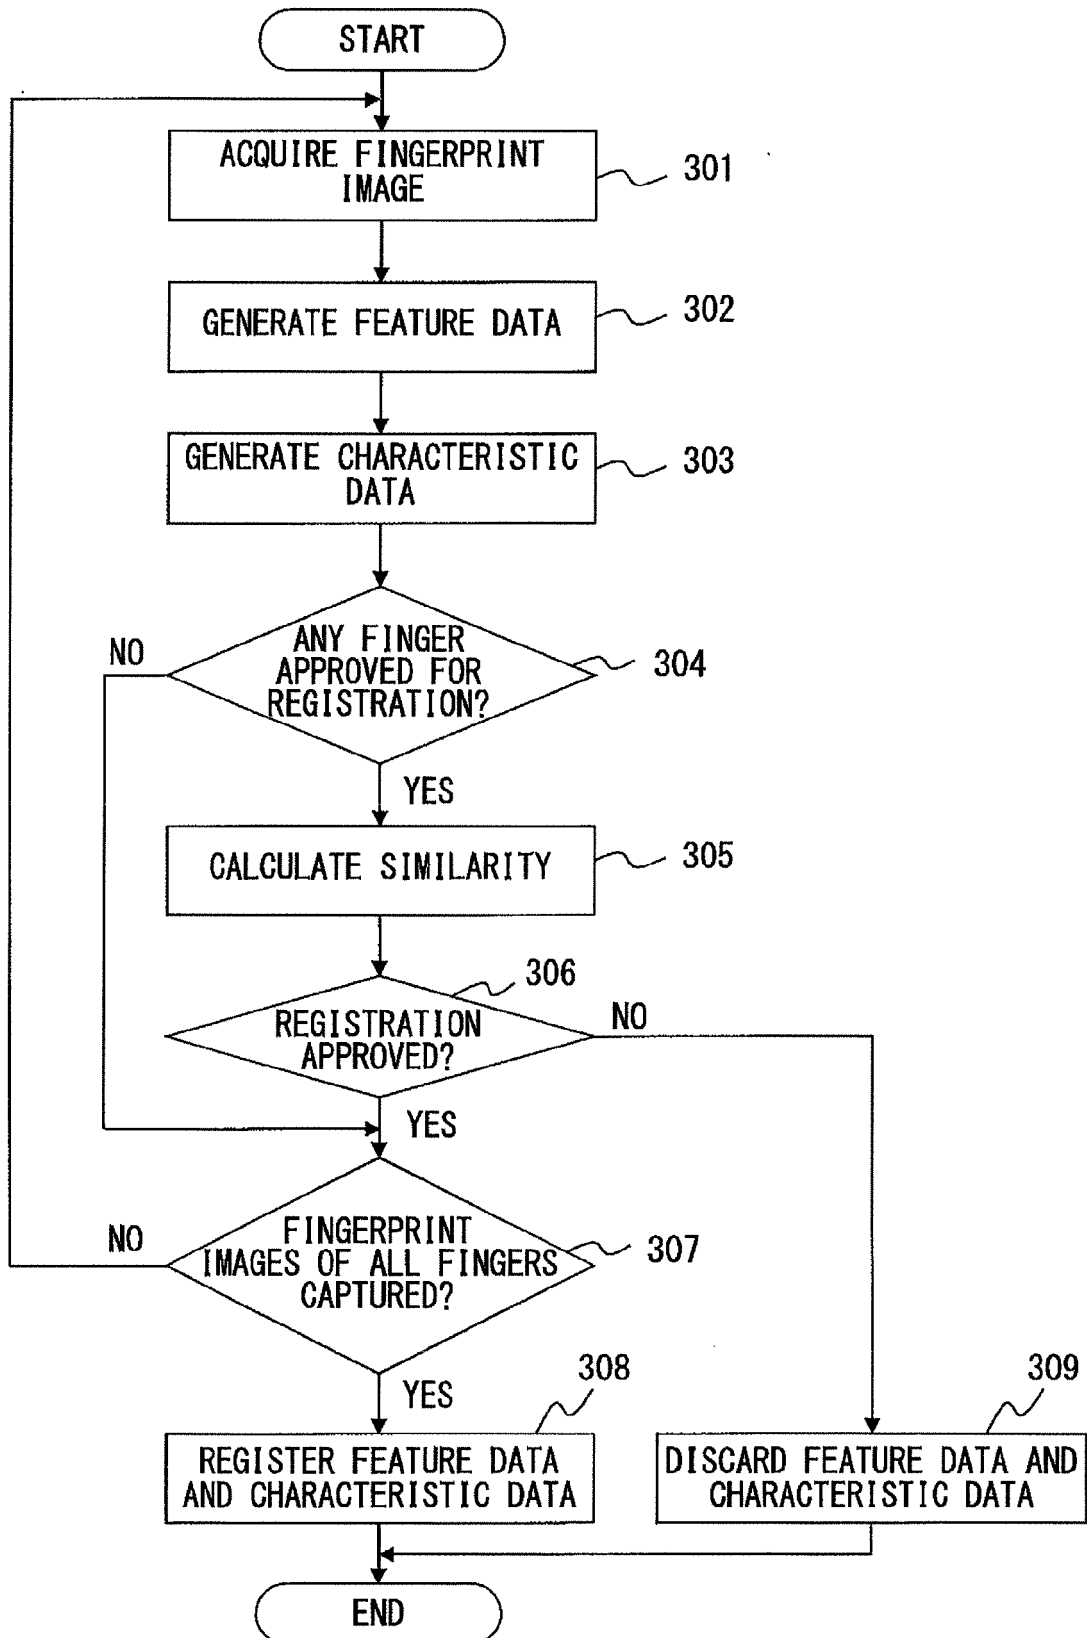 START
ACQUIRE FINGERPRINT
IMAGE
301
GENERATE FEATURE DATA
302
GENERATE CHARACTERISTIC
DATA
303
ANY FINGER
APPROVED FOR
REGISTRATION?
304
NO
YES
CALCULATE SIMILARITY
305
306
REGISTRATION
APPROVED?
NO
YES
FINGERPRINT
IMAGES OF ALL FINGERS
CAPTURED?
307
NO
YES
308
REGISTER FEATURE DATA
AND CHARACTERISTIC DATA
309
DISCARD FEATURE DATA AND
CHARACTERISTIC DATA
END